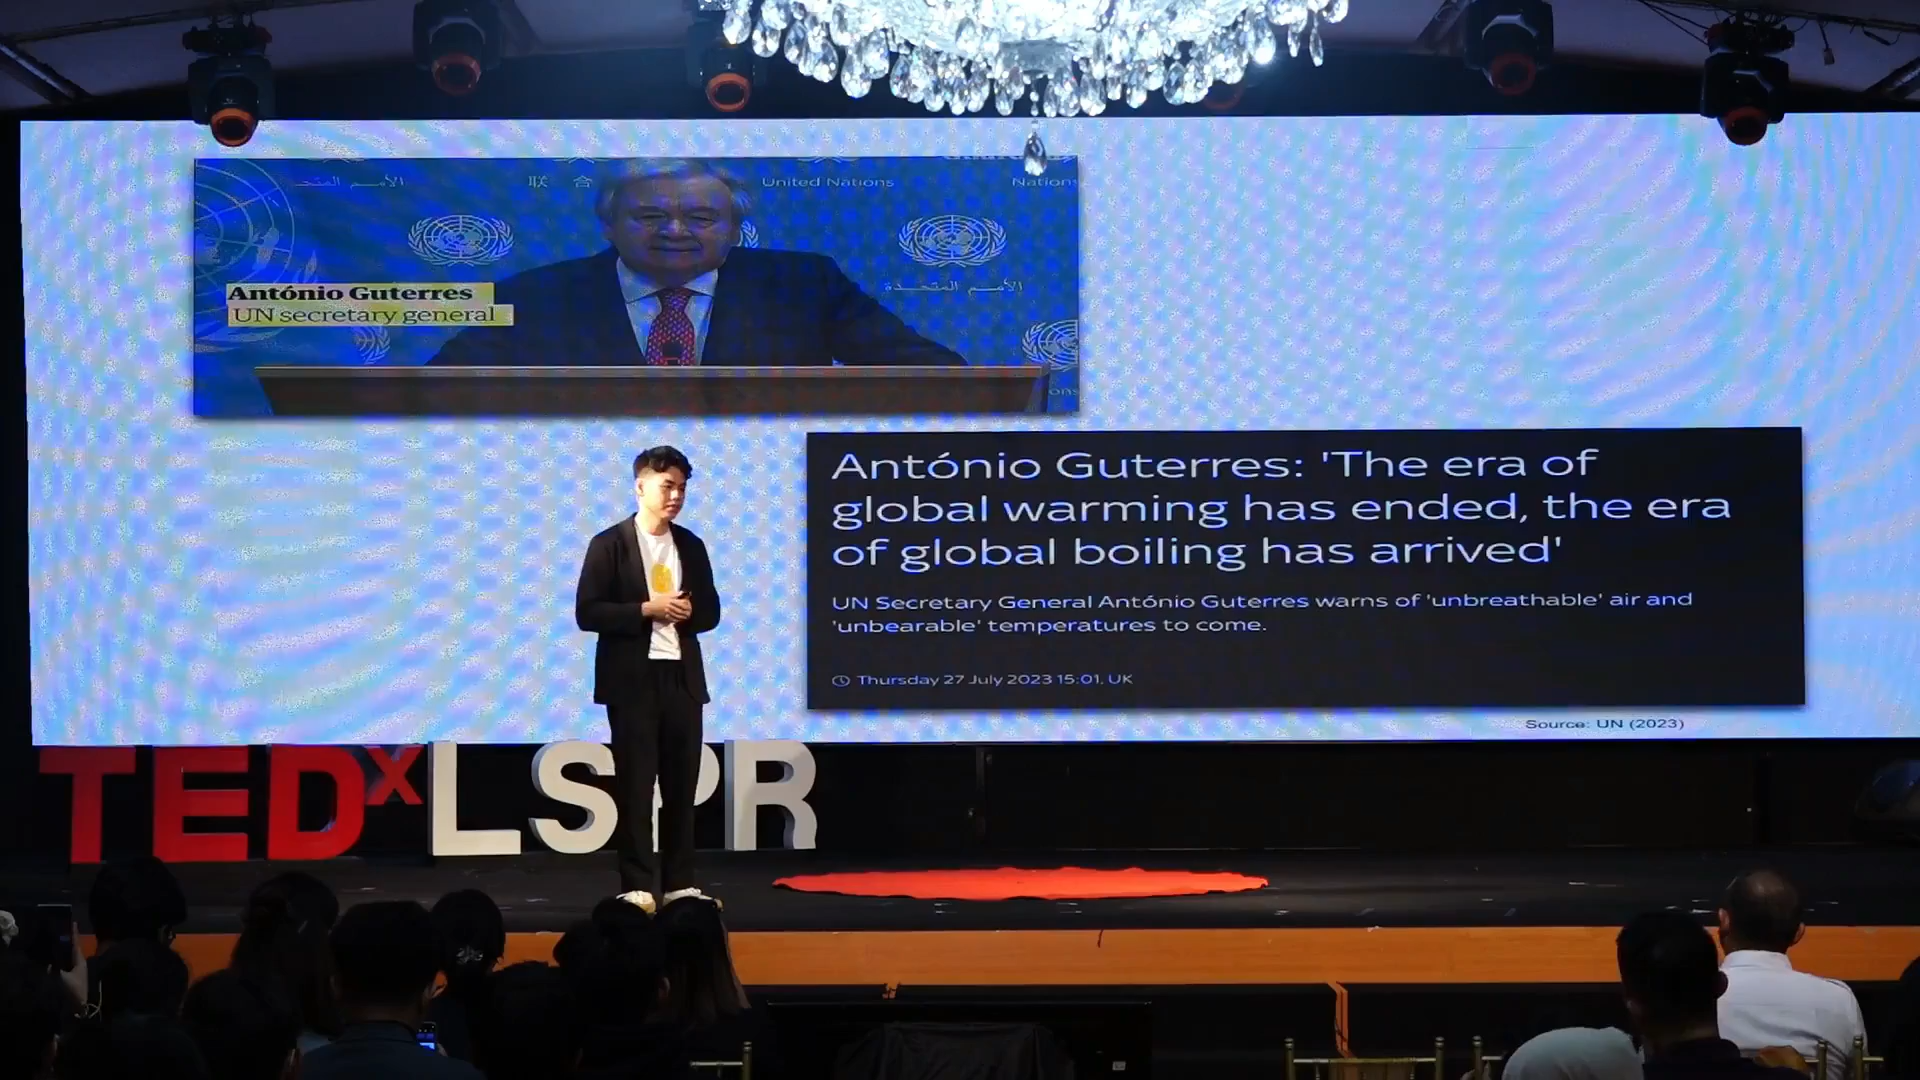 الأمم المتحد
联 合
United Nations
Nations
António Guterres
UN secretary general
الأمم المتحدة
António Guterres: 'The era of
global warming has ended, the era
of global boiling has arrived'
UN Secretary General António Guterres warns of 'unbreathable' air and
'unbearable' temperatures to come.
Thursday 27 July 2023 15:01, UK
Source: UN (2023)
TEDxLSPR